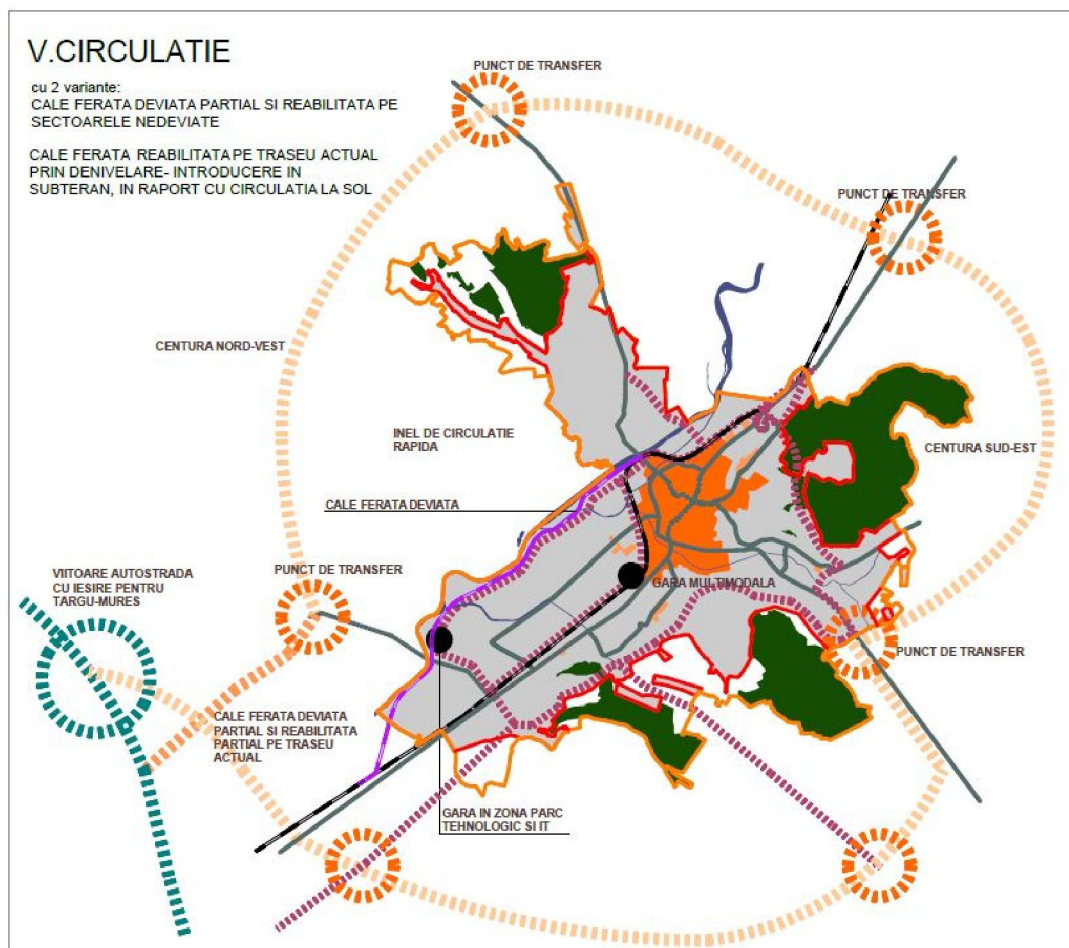 V.CIRCULATIE
cu 2 variante:
CALE FERATA DEVIATA PARTIAL SI REABILITATA PE
SECTOARELE NEDEVIATE
CALE FERATA REABILITATA PE TRASEU ACTUAL
PRIN DENIVELARE- INTRODUCERE IN
SUBTERAN, IN RAPORT CU CIRCULATIA LA SOL
PUNCT DE TRANSFER
PUNCT DE TRANSFER
CENTURA NORD-VEST
INEL DE CIRCULATIE
RAPIDA
CENTURA SUD-EST
CALE FERATA DEVIATA
VIITOARE AUTOSTRADA
CU IESIRE PENTRU
TARGU-MURES
PUNCT DE TRANSFER
GARA MULTIMODALA
PUNCT DE TRANSFER
CALE FERATA DEVIATA
PARTIAL SI REABILITATA
PARTIAL PE TRASEU
ACTUAL
GARA IN ZONA PARC
TEHNOLOGIC SI IT